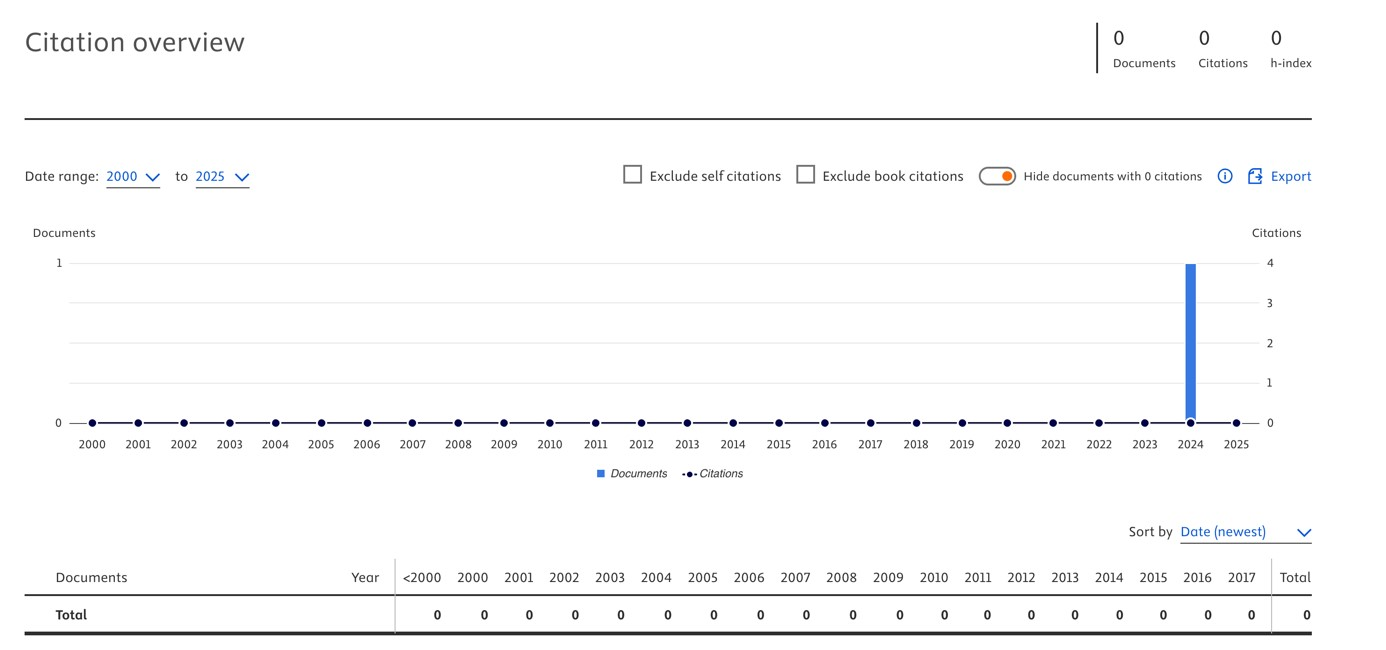 Citation overview
0 0 0
Documents Citations h-index
Date range: 2000 to 2025 Exclude self citations Exclude book citations Hide documents with 0 citations Export
Documents Citations
1 4
3
2
1
0 0
2000 2001 2002 2003 2004 2005 2006 2007 2008 2009 2010 2011 2012 2013 2014 2015 2016 2017 2018 2019 2020 2021 2022 2023 2024 2025
Documents Citations
Sort by Date (newest)
Documents Year <2000 2000 2001 2002 2003 2004 2005 2006 2007 2008 2009 2010 2011 2012 2013 2014 2015 2016 2017 Total
Total 0 0 0 0 0 0 0 0 0 0 0 0 0 0 0 0 0 0 0 0